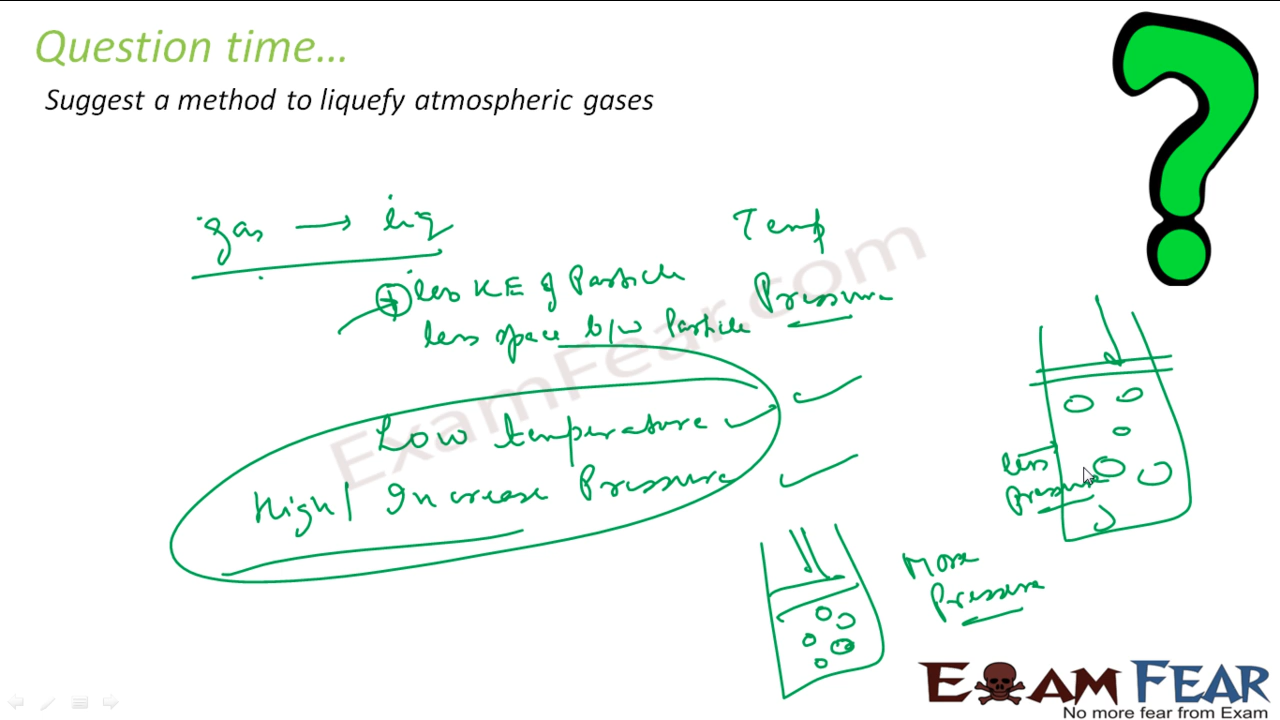 Question time...
Suggest a method to liquefy atmospheric gases
gas → liq
Temp
less KE of Particle
Pressure
less space b/w Particle
Low temperature
High/ Increase Pressure
less
Pressure
More
Pressure
ExamFear.com
EXAM FEAR
No more fear from Exam